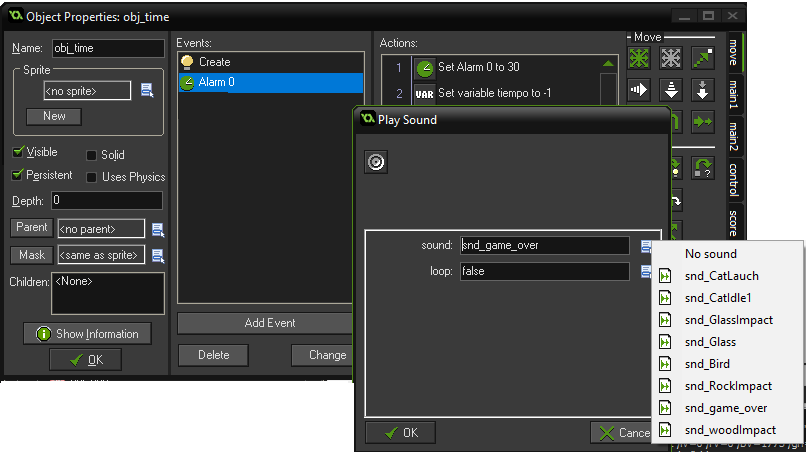 Object Properties: obj_time
Name: obj_time
Sprite
<no sprite>
New
Visible
Solid
Persistent
Uses Physics
Depth: 0
Parent <no parent>
Mask <same as sprite>
Children: <None>
Show Information
OK
Events:
Create
Alarm 0
Add Event
Delete
Change
Actions:
1 Set Alarm 0 to 30
2 VAR Set variable tiempo to -1
Move
move
main1
main2
control
score
Play Sound
sound: snd_game_over
loop: false
OK
Cance
No sound
snd_CatLauch
snd_CatIdle1
snd_GlassImpact
snd_Glass
snd_Bird
snd_RockImpact
snd_game_over
snd_woodImpact